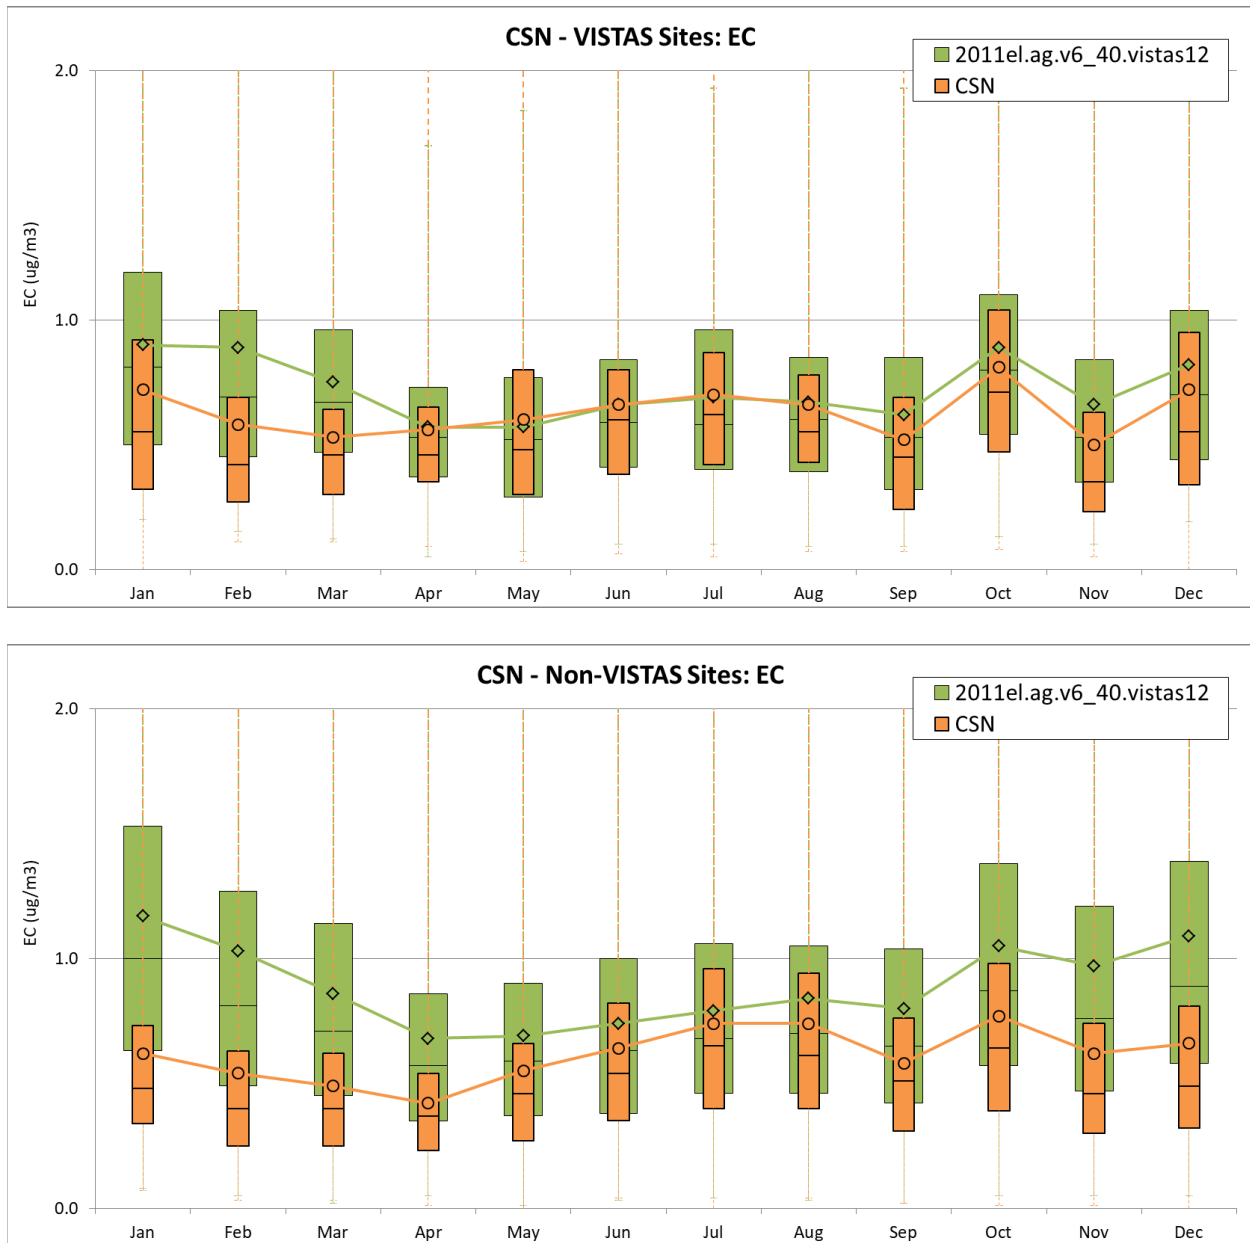 CSN - VISTAS Sites: EC
2011el.ag.v6_40.vistas12
CSN
2.0
1.0
0.0
EC (ug/m3)
Jan Feb Mar Apr May Jun Jul Aug Sep Oct Nov Dec
CSN - Non-VISTAS Sites: EC
2011el.ag.v6_40.vistas12
CSN
2.0
1.0
0.0
EC (ug/m3)
Jan Feb Mar Apr May Jun Jul Aug Sep Oct Nov Dec